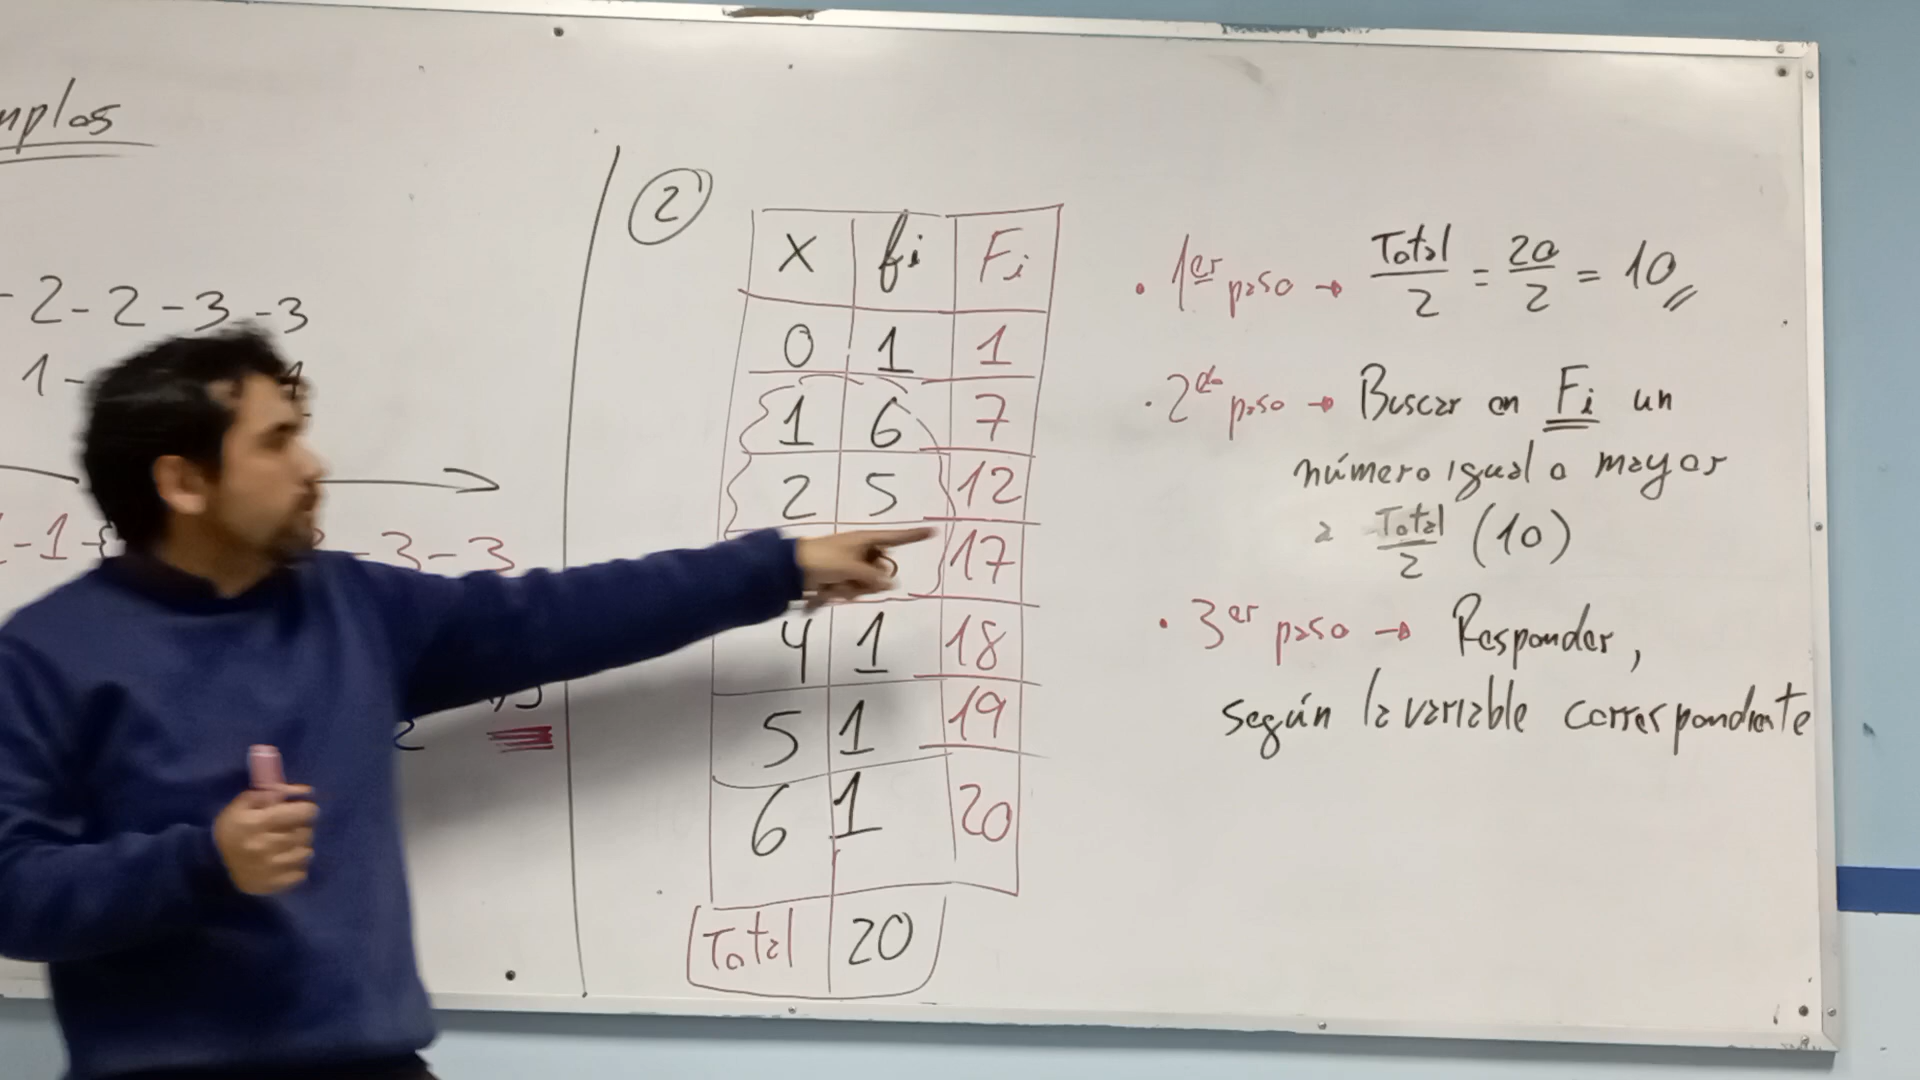 2 - 2 - 3 - 3
1 -
- 1 -
- 3 - 3
2
2
X fi Fi
0 1 1
1 6 7
2 5 12
17
4 1 18
5 1 19
6 1 20
Total 20
• 1er paso → Total/2 = 20/2 = 10
• 2do paso → Buscar en Fi un
número igual o mayor
a Total/2 (10)
• 3er paso → Responder,
según la variable correspondiente